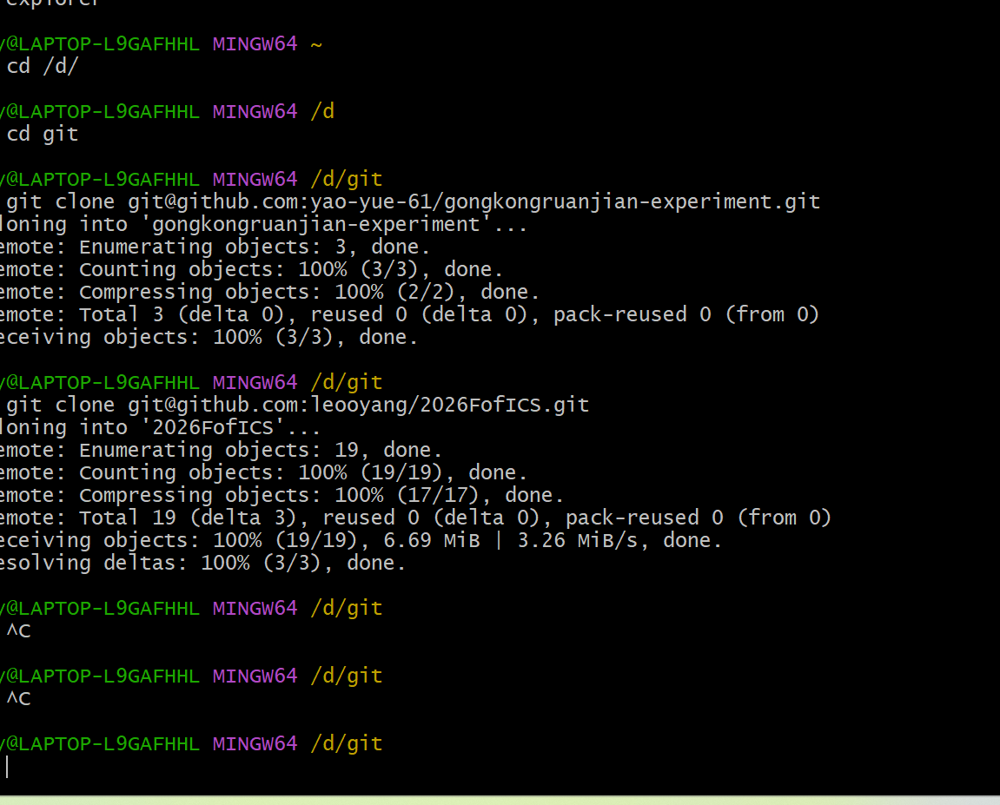 explorer
y@LAPTOP-L9GAFHHL MINGW64 ~
cd /d/
y@LAPTOP-L9GAFHHL MINGW64 /d
cd git
y@LAPTOP-L9GAFHHL MINGW64 /d/git
git clone git@github.com:yao-yue-61/gongkongruanjian-experiment.git
loning into 'gongkongruanjian-experiment'...
emote: Enumerating objects: 3, done.
emote: Counting objects: 100% (3/3), done.
emote: Compressing objects: 100% (2/2), done.
emote: Total 3 (delta 0), reused 0 (delta 0), pack-reused 0 (from 0)
eceiving objects: 100% (3/3), done.
y@LAPTOP-L9GAFHHL MINGW64 /d/git
git clone git@github.com:leooyang/2026FofICS.git
loning into '2026FofICS'...
emote: Enumerating objects: 19, done.
emote: Counting objects: 100% (19/19), done.
emote: Compressing objects: 100% (17/17), done.
emote: Total 19 (delta 3), reused 0 (delta 0), pack-reused 0 (from 0)
eceiving objects: 100% (19/19), 6.69 MiB | 3.26 MiB/s, done.
esolving deltas: 100% (3/3), done.
y@LAPTOP-L9GAFHHL MINGW64 /d/git
^C
y@LAPTOP-L9GAFHHL MINGW64 /d/git
^C
y@LAPTOP-L9GAFHHL MINGW64 /d/git